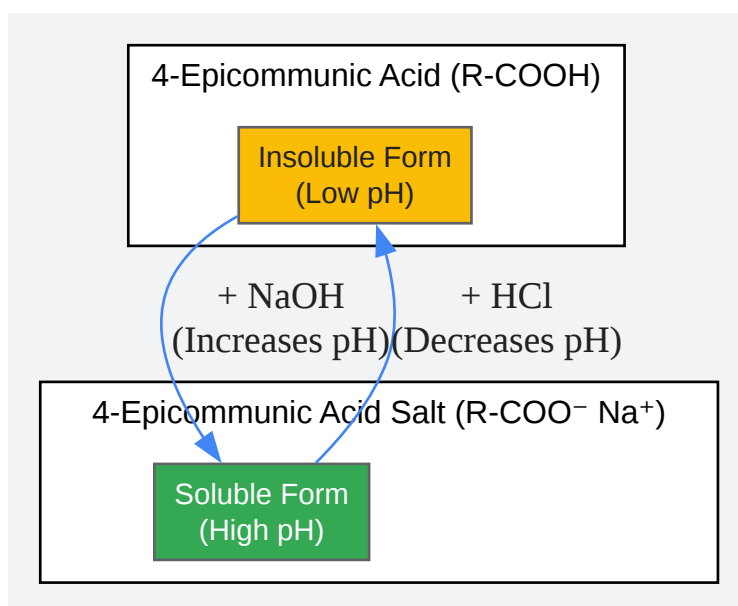 4-Epicommunic Acid (R-COOH)
Insoluble Form
(Low pH)
+ NaOH
(Increases pH)
+ HCl
(Decreases pH)
4-Epicommunic Acid Salt (R-COO⁻ Na⁺)
Soluble Form
(High pH)